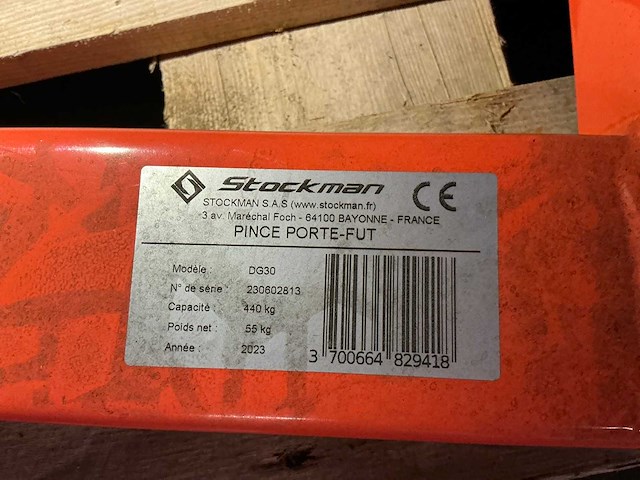 Stockman CE
STOCKMAN S.A.S (www.stockman.fr)
3 av. Maréchal Foch - 64100 BAYONNE - FRANCE
PINCE PORTE-FUT
Modèle : DG30
N° de série : 230602813
Capacité : 440 kg
Poids net : 55 kg
Année : 2023
3 700664 829418